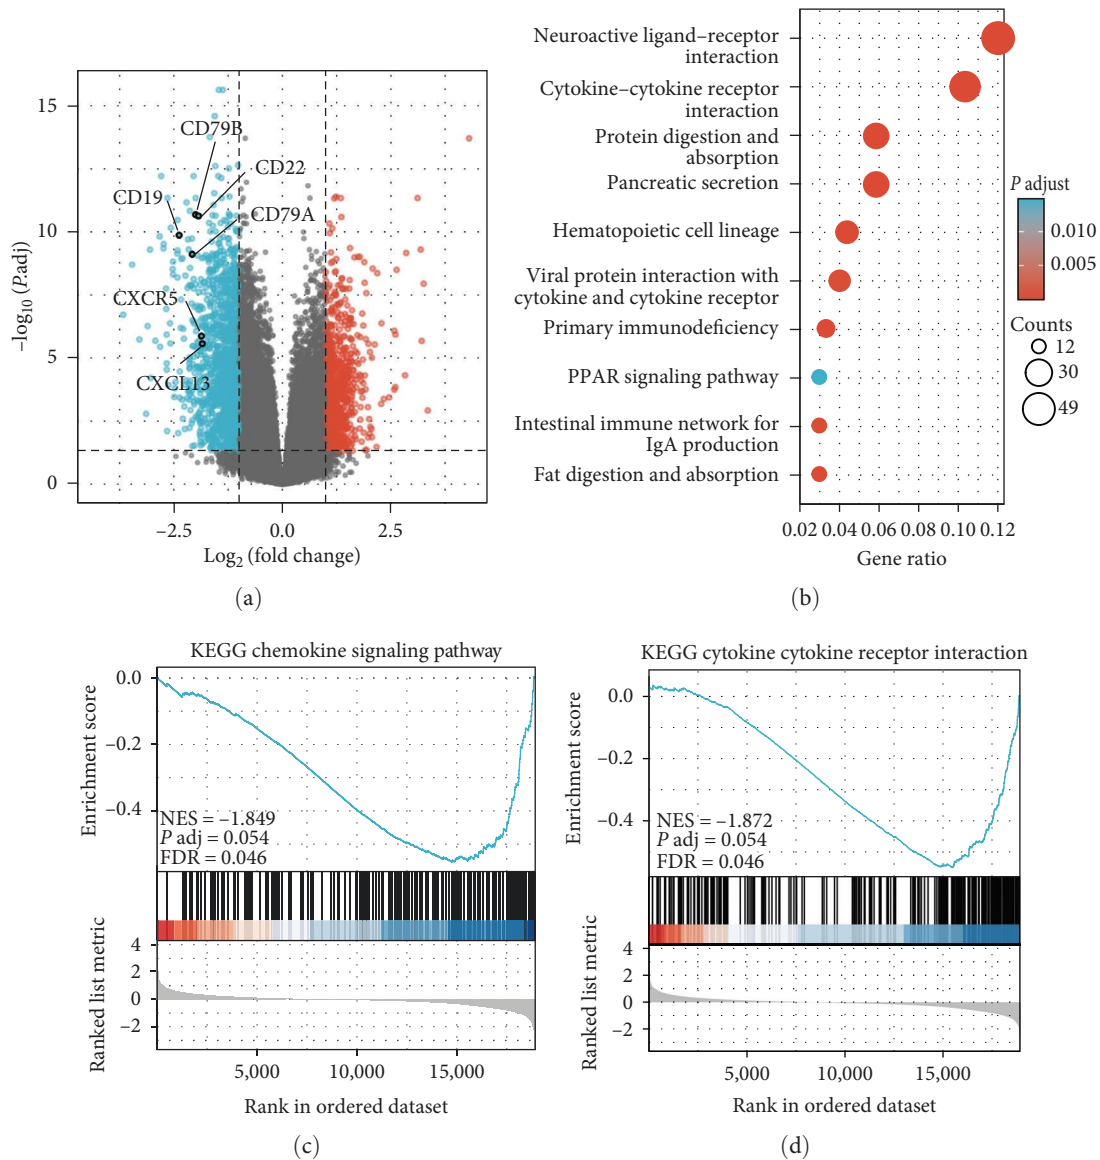 15
10
5
0
−log₁₀ (P.adj)
CD79B
CD22
CD19
CD79A
CXCR5
CXCL13
−2.5
0.0
2.5
Log₂ (fold change)
(a)
Neuroactive ligand–receptor
interaction
Cytokine–cytokine receptor
interaction
Protein digestion and
absorption
Pancreatic secretion
Hematopoietic cell lineage
Viral protein interaction with
cytokine and cytokine receptor
Primary immunodeficiency
PPAR signaling pathway
Intestinal immune network for
IgA production
Fat digestion and absorption
0.02 0.04 0.06 0.08 0.10 0.12
Gene ratio
P adjust
0.010
0.005
Counts
12
30
49
(b)
KEGG chemokine signaling pathway
Enrichment score
0.0
−0.2
−0.4
NES = −1.849
P adj = 0.054
FDR = 0.046
Ranked list metric
4
2
0
−2
5,000
10,000
15,000
Rank in ordered dataset
(c)
KEGG cytokine cytokine receptor interaction
Enrichment score
0.0
−0.2
−0.4
NES = −1.872
P adj = 0.054
FDR = 0.046
Ranked list metric
4
2
0
−2
5,000
10,000
15,000
Rank in ordered dataset
(d)